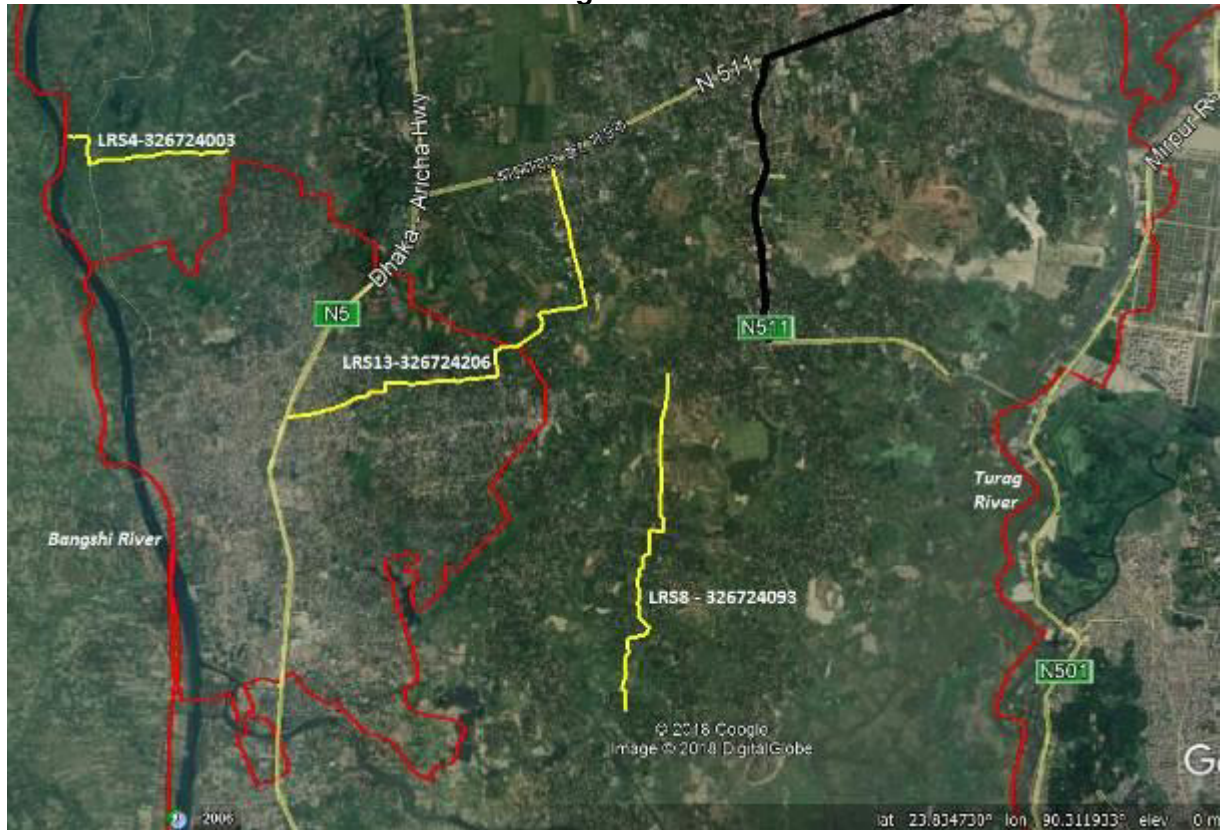 N 511
Mirpur Rd
LRS4-326724003
Dhaka - Aricha Hwy
N5
N511
LRS13-326724206
Turag
River
Bangshi River
LRS8 - 326724093
N501
© 2018 Google
Image © 2018 DigitalGlobe
2006
lat 23.834730° lon 90.311933° elev 0 m